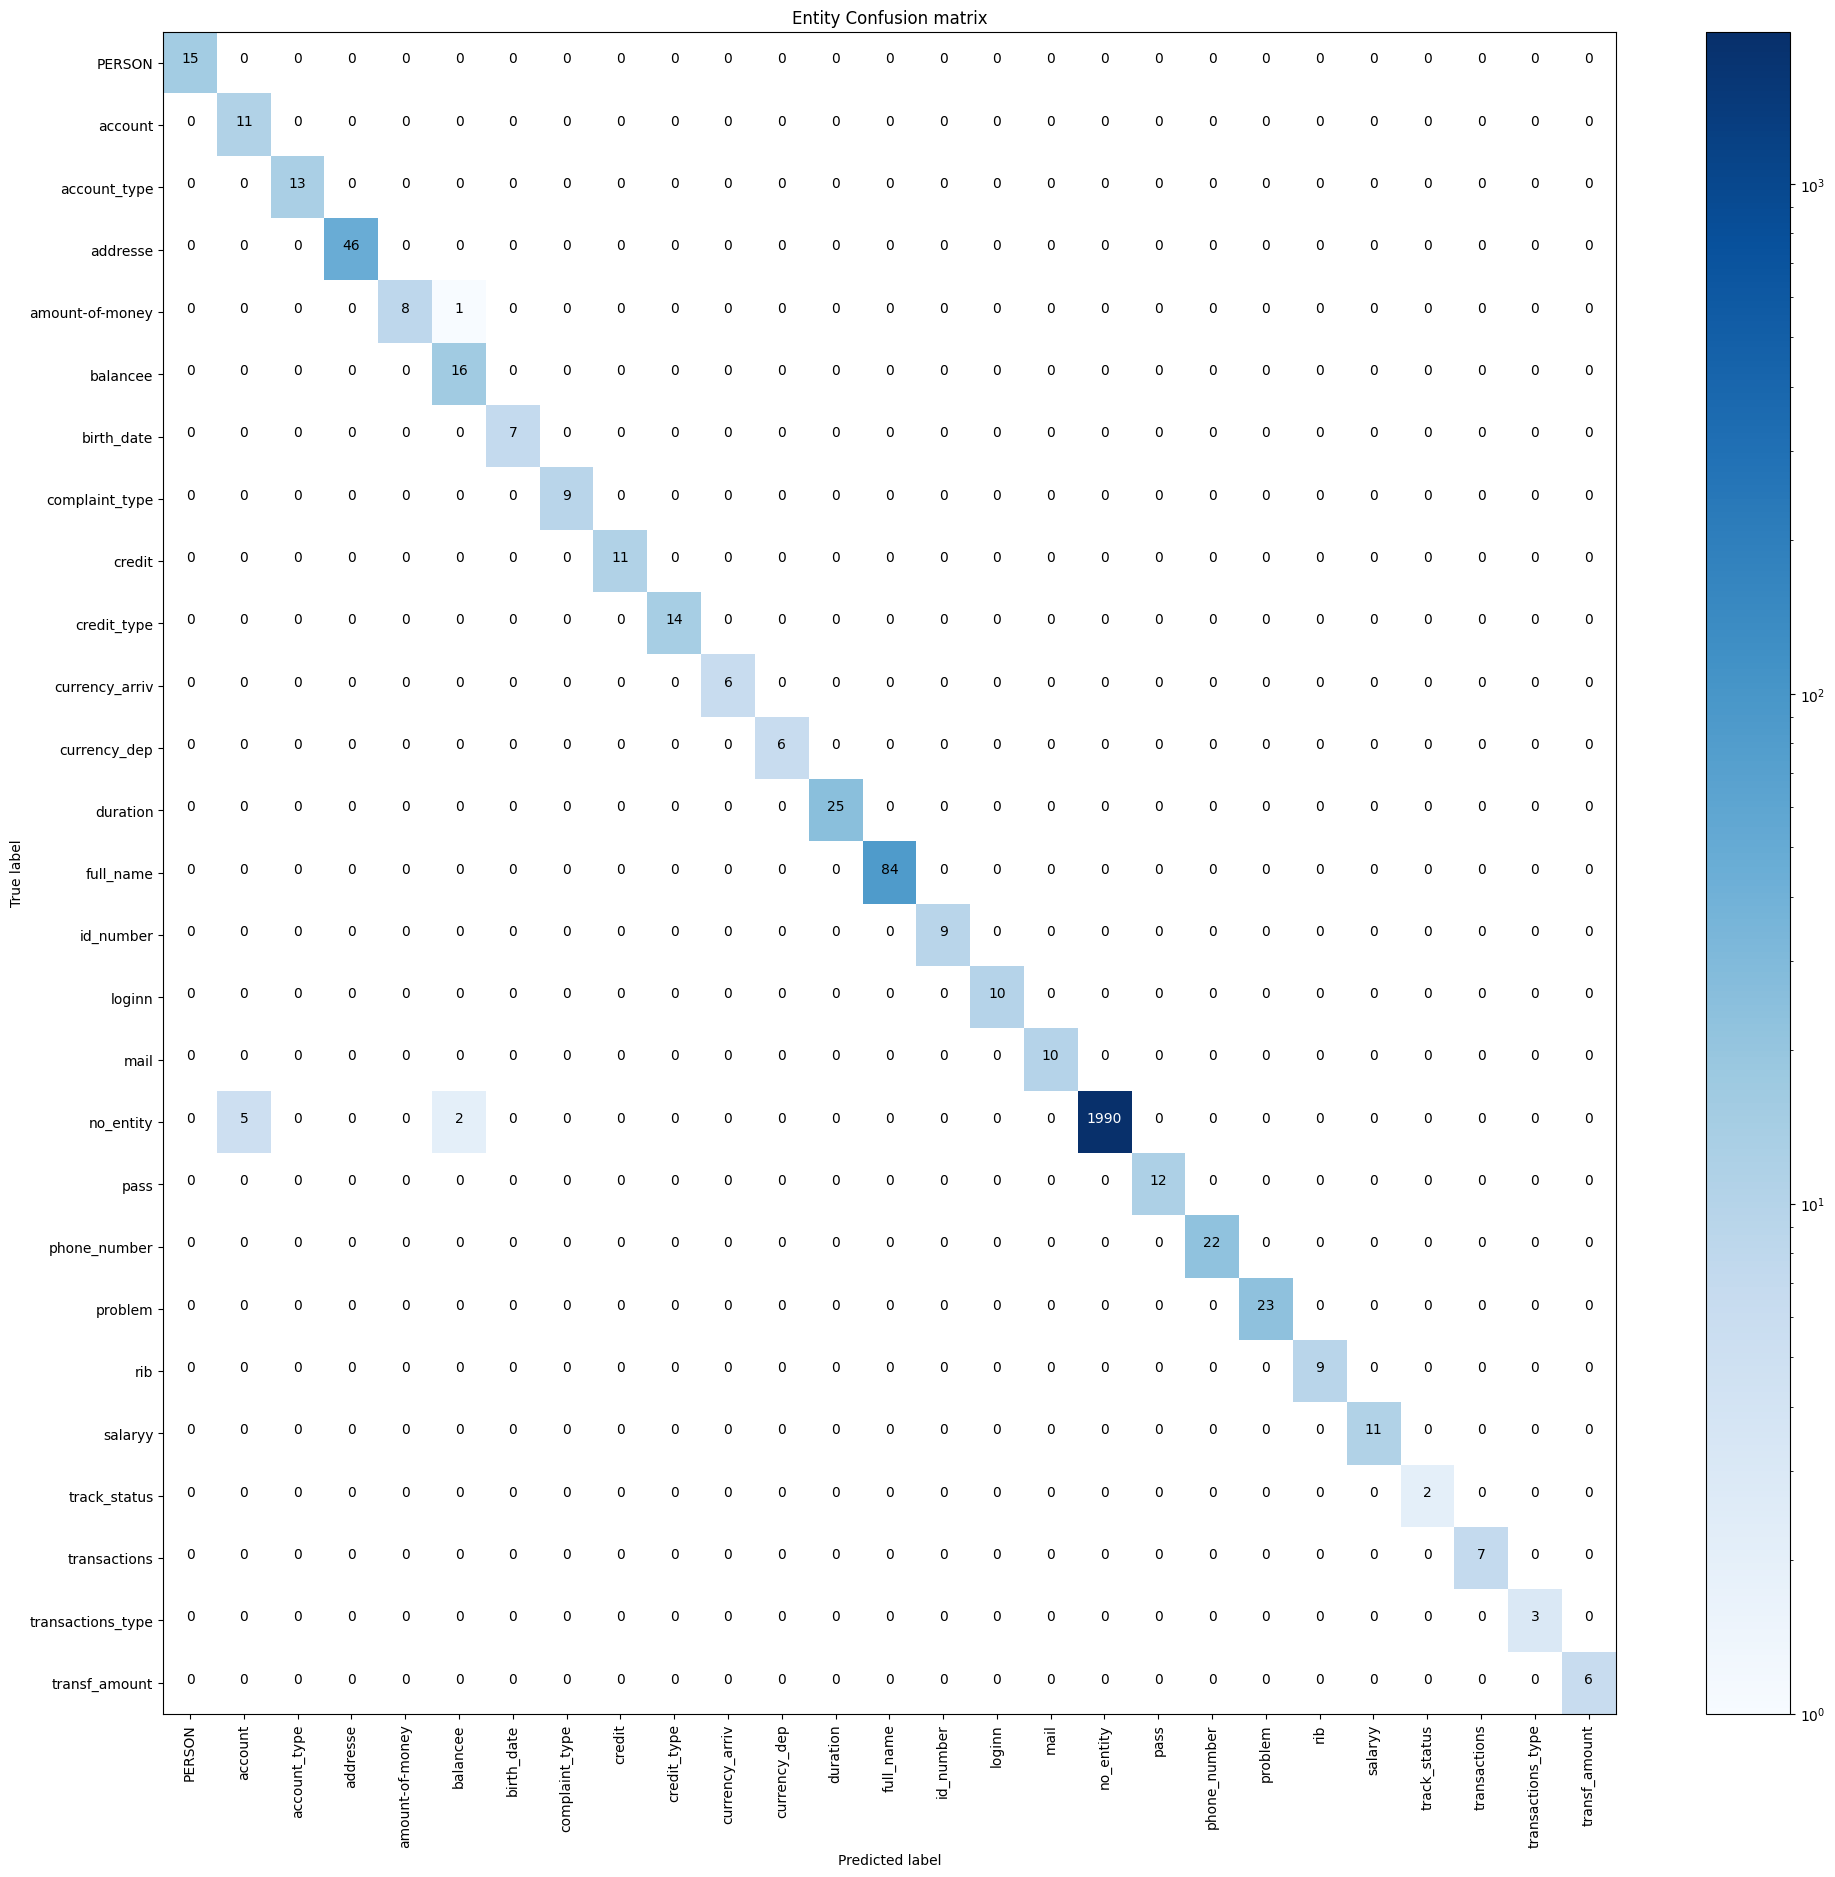 Entity Confusion matrix
PERSON 15 0 0 0 0 0 0 0 0 0 0 0 0 0 0 0 0 0 0 0 0 0 0 0 0 0 0
account 0 11 0 0 0 0 0 0 0 0 0 0 0 0 0 0 0 0 0 0 0 0 0 0 0 0 0
account_type 0 0 13 0 0 0 0 0 0 0 0 0 0 0 0 0 0 0 0 0 0 0 0 0 0 0 0
addresse 0 0 0 46 0 0 0 0 0 0 0 0 0 0 0 0 0 0 0 0 0 0 0 0 0 0 0
amount-of-money 0 0 0 0 8 1 0 0 0 0 0 0 0 0 0 0 0 0 0 0 0 0 0 0 0 0 0
balancee 0 0 0 0 0 16 0 0 0 0 0 0 0 0 0 0 0 0 0 0 0 0 0 0 0 0 0
birth_date 0 0 0 0 0 0 7 0 0 0 0 0 0 0 0 0 0 0 0 0 0 0 0 0 0 0 0
complaint_type 0 0 0 0 0 0 0 9 0 0 0 0 0 0 0 0 0 0 0 0 0 0 0 0 0 0 0
credit 0 0 0 0 0 0 0 0 11 0 0 0 0 0 0 0 0 0 0 0 0 0 0 0 0 0 0
credit_type 0 0 0 0 0 0 0 0 0 14 0 0 0 0 0 0 0 0 0 0 0 0 0 0 0 0 0
currency_arriv 0 0 0 0 0 0 0 0 0 0 6 0 0 0 0 0 0 0 0 0 0 0 0 0 0 0 0
currency_dep 0 0 0 0 0 0 0 0 0 0 0 6 0 0 0 0 0 0 0 0 0 0 0 0 0 0 0
duration 0 0 0 0 0 0 0 0 0 0 0 0 25 0 0 0 0 0 0 0 0 0 0 0 0 0 0
full_name 0 0 0 0 0 0 0 0 0 0 0 0 0 84 0 0 0 0 0 0 0 0 0 0 0 0 0
id_number 0 0 0 0 0 0 0 0 0 0 0 0 0 0 9 0 0 0 0 0 0 0 0 0 0 0 0
loginn 0 0 0 0 0 0 0 0 0 0 0 0 0 0 0 10 0 0 0 0 0 0 0 0 0 0 0
mail 0 0 0 0 0 0 0 0 0 0 0 0 0 0 0 0 10 0 0 0 0 0 0 0 0 0 0
no_entity 0 5 0 0 0 2 0 0 0 0 0 0 0 0 0 0 0 1990 0 0 0 0 0 0 0 0 0
pass 0 0 0 0 0 0 0 0 0 0 0 0 0 0 0 0 0 0 12 0 0 0 0 0 0 0 0
phone_number 0 0 0 0 0 0 0 0 0 0 0 0 0 0 0 0 0 0 0 22 0 0 0 0 0 0 0
problem 0 0 0 0 0 0 0 0 0 0 0 0 0 0 0 0 0 0 0 0 23 0 0 0 0 0 0
rib 0 0 0 0 0 0 0 0 0 0 0 0 0 0 0 0 0 0 0 0 0 9 0 0 0 0 0
salaryy 0 0 0 0 0 0 0 0 0 0 0 0 0 0 0 0 0 0 0 0 0 0 11 0 0 0 0
track_status 0 0 0 0 0 0 0 0 0 0 0 0 0 0 0 0 0 0 0 0 0 0 0 2 0 0 0
transactions 0 0 0 0 0 0 0 0 0 0 0 0 0 0 0 0 0 0 0 0 0 0 0 0 7 0 0
transactions_type 0 0 0 0 0 0 0 0 0 0 0 0 0 0 0 0 0 0 0 0 0 0 0 0 0 3 0
transf_amount 0 0 0 0 0 0 0 0 0 0 0 0 0 0 0 0 0 0 0 0 0 0 0 0 0 0 6
True label
PERSON
account
account_type
addresse
amount-of-money
balancee
birth_date
complaint_type
credit
credit_type
currency_arriv
currency_dep
duration
full_name
id_number
loginn
mail
no_entity
pass
phone_number
problem
rib
salaryy
track_status
transactions
transactions_type
transf_amount
Predicted label
10³
10²
10¹
10⁰